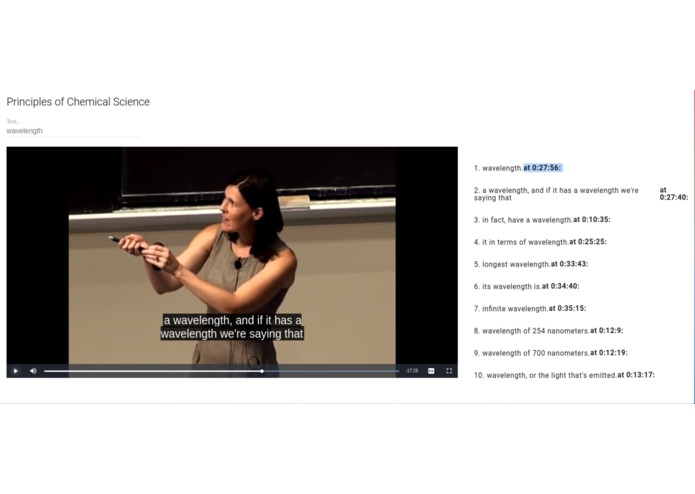 Principles of Chemical Science
Text...
wavelength
a wavelength, and if it has a
wavelength we're saying that
-17:26
1. wavelength.at 0:27:56:
2. a wavelength, and if it has a wavelength we're
saying that
at
0:27:40:
3. in fact, have a wavelength.at 0:10:35:
4. it in terms of wavelength.at 0:25:25:
5. longest wavelength.at 0:33:43:
6. its wavelength is.at 0:34:40:
7. infinite wavelength.at 0:35:15:
8. wavelength of 254 nanometers.at 0:12:9:
9. wavelength of 700 nanometers.at 0:12:19:
10. wavelength, or the light that's emitted.at 0:13:17: